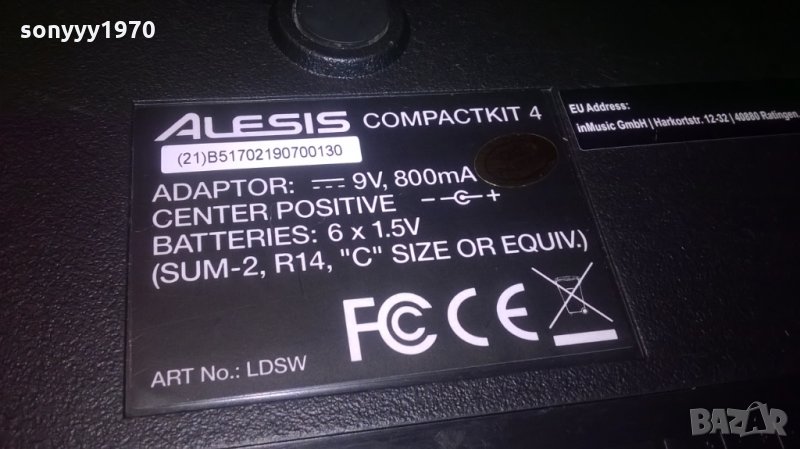 sonyyy1970
ALESIS COMPACTKIT 4
(21)B51702190700130
ADAPTOR: 9V, 800mA
CENTER POSITIVE - C +
BATTERIES: 6 x 1.5V
(SUM-2, R14, "C" SIZE OR EQUIV.)
FC CE
ART No.: LDSW
EU Address:
inMusic GmbH | Harkortstr. 12-32 | 40880 Ratingen,
BAZAR